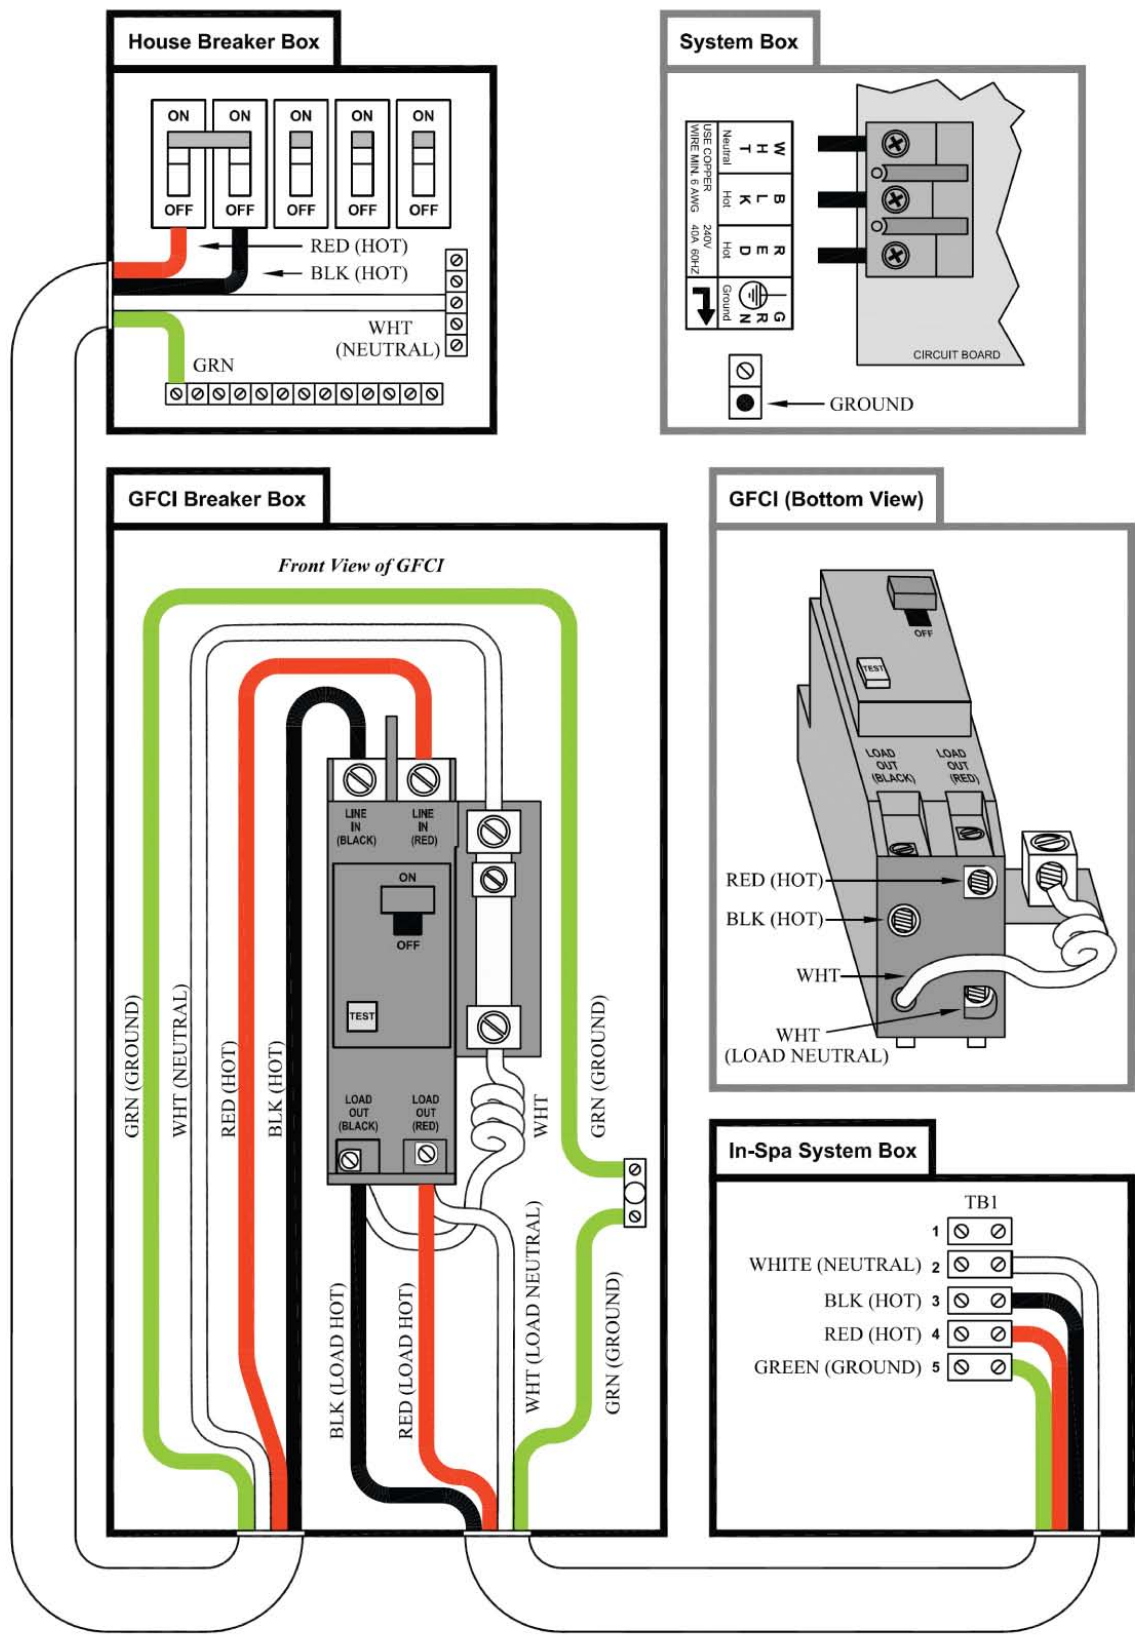 House Breaker Box
ON ON ON ON ON
OFF OFF OFF OFF OFF
RED (HOT)
BLK (HOT)
WHT
(NEUTRAL)
GRN
System Box
WHT
Neutral
BLK
Hot
RED
Hot
GRN
Ground
USE COPPER
WIRE MIN. 6 AWG
240V
40A 60HZ
CIRCUIT BOARD
GROUND
GFCI Breaker Box
Front View of GFCI
LINE
IN
(BLACK)
LINE
IN
(RED)
ON
OFF
TEST
LOAD
OUT
(BLACK)
LOAD
OUT
(RED)
GRN (GROUND)
WHT (NEUTRAL)
RED (HOT)
BLK (HOT)
WHT
GRN (GROUND)
BLK (LOAD HOT)
RED (LOAD HOT)
WHT (LOAD NEUTRAL)
GRN (GROUND)
GFCI (Bottom View)
OFF
TEST
LOAD
OUT
(BLACK)
LOAD
OUT
(RED)
RED (HOT)
BLK (HOT)
WHT
WHT
(LOAD NEUTRAL)
In-Spa System Box
TB1
1
WHITE (NEUTRAL) 2
BLK (HOT) 3
RED (HOT) 4
GREEN (GROUND) 5